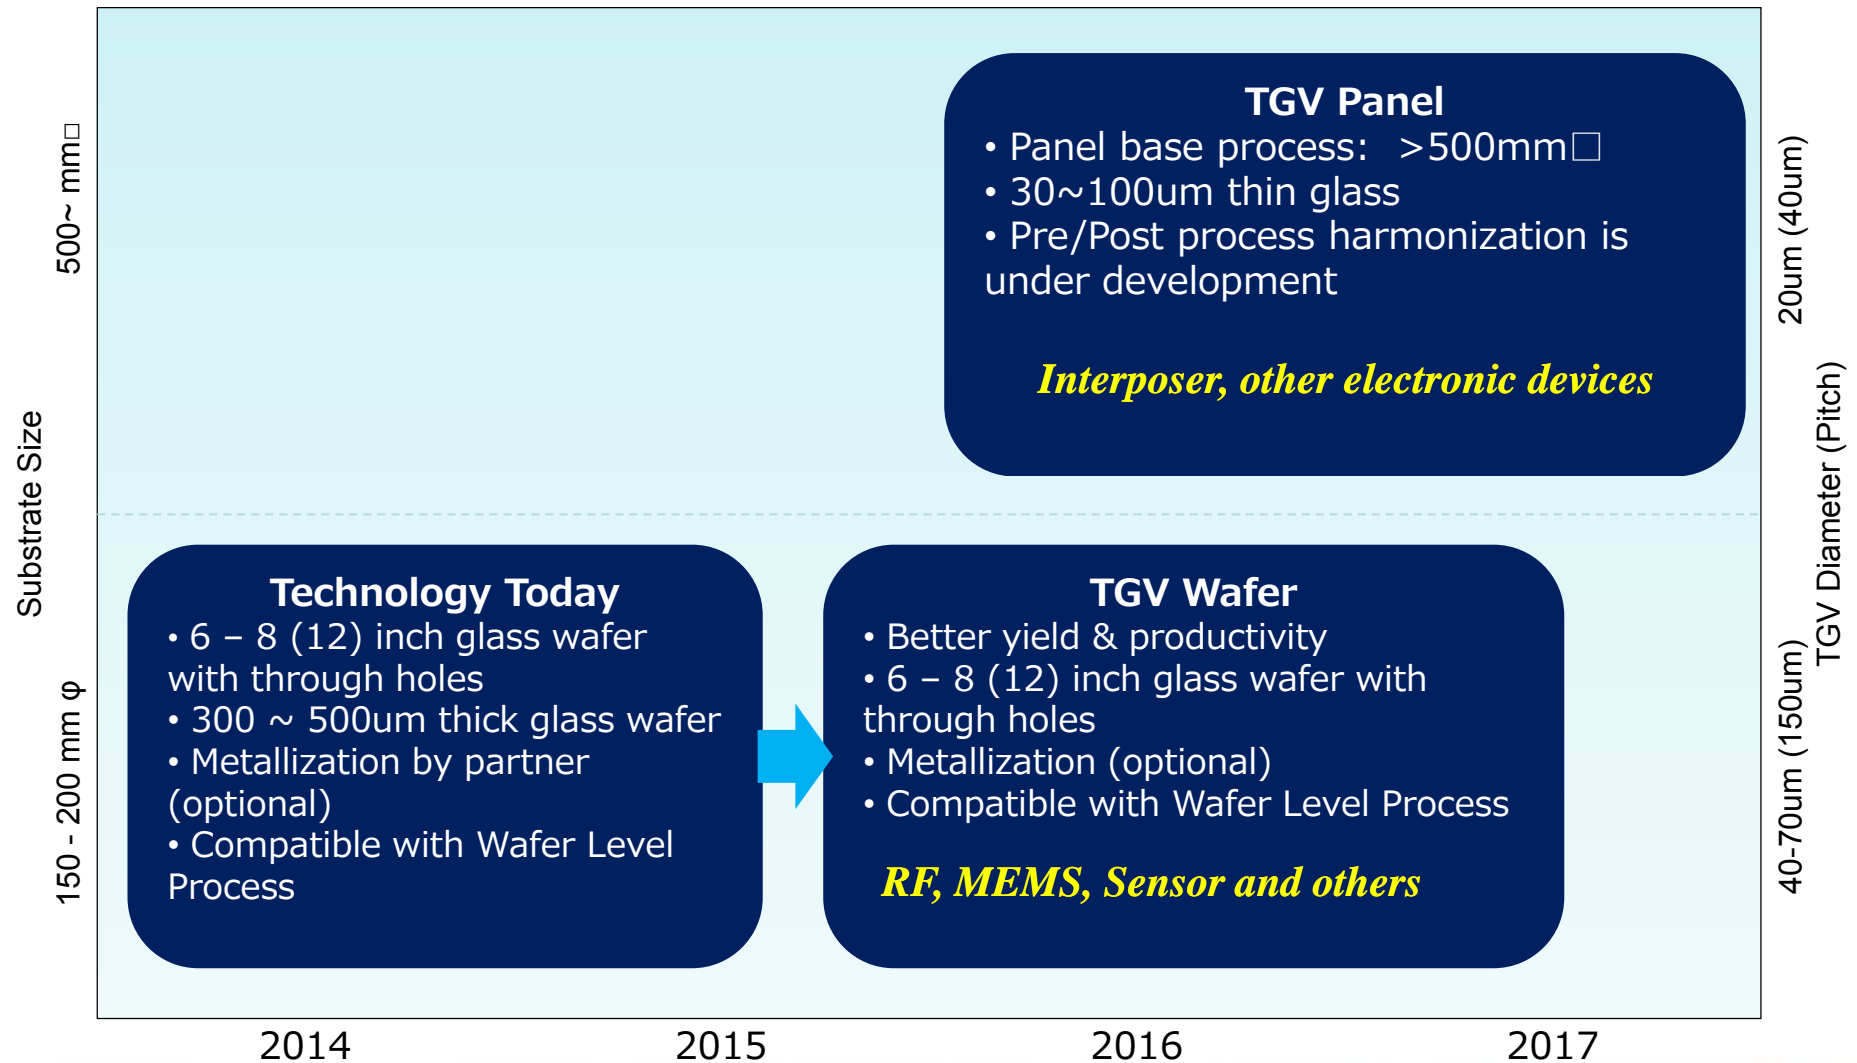 TGV Panel
• Panel base process: >500mm□
• 30~100um thin glass
• Pre/Post process harmonization is
under development
Interposer, other electronic devices
500~ mm□
20um (40um)
Substrate Size
TGV Diameter (Pitch)
Technology Today
• 6 – 8 (12) inch glass wafer
with through holes
• 300 ~ 500um thick glass wafer
• Metallization by partner
(optional)
• Compatible with Wafer Level
Process
TGV Wafer
• Better yield & productivity
• 6 – 8 (12) inch glass wafer with
through holes
• Metallization (optional)
• Compatible with Wafer Level Process
RF, MEMS, Sensor and others
150 - 200 mm φ
40-70um (150um)
2014
2015
2016
2017